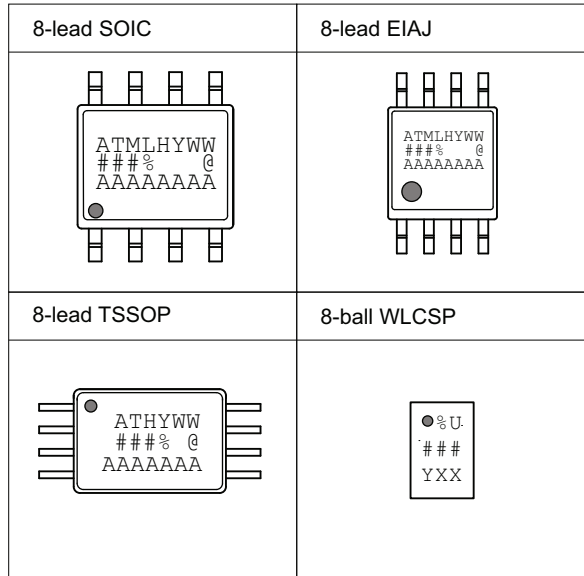 8-lead SOIC
ATMLHYWW
###% @
AAAAAAAA
8-lead EIAJ
ATMLHYWW
###% @
AAAAAAAA
8-lead TSSOP
ATHYWW
###% @
AAAAAAA
8-ball WLCSP
%U
###
YXX